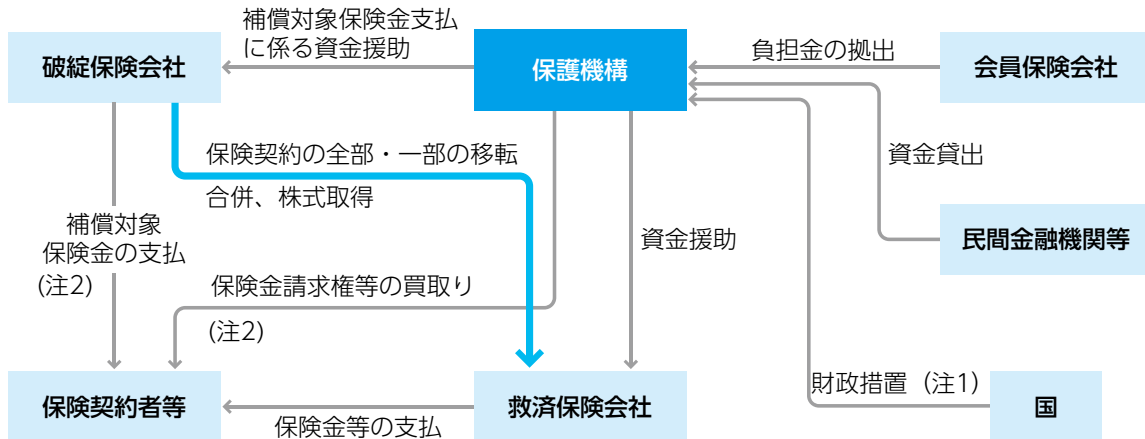 補償対象保険金支払
に係る資金援助
破綻保険会社
保護機構
負担金の拠出
会員保険会社
保険契約の全部・一部の移転
合併、株式取得
資金貸出
補償対象
保険金の支払
(注2)
資金援助
民間金融機関等
保険金請求権等の買取り
(注2)
財政措置（注1）
保険契約者等
保険金等の支払
救済保険会社
国